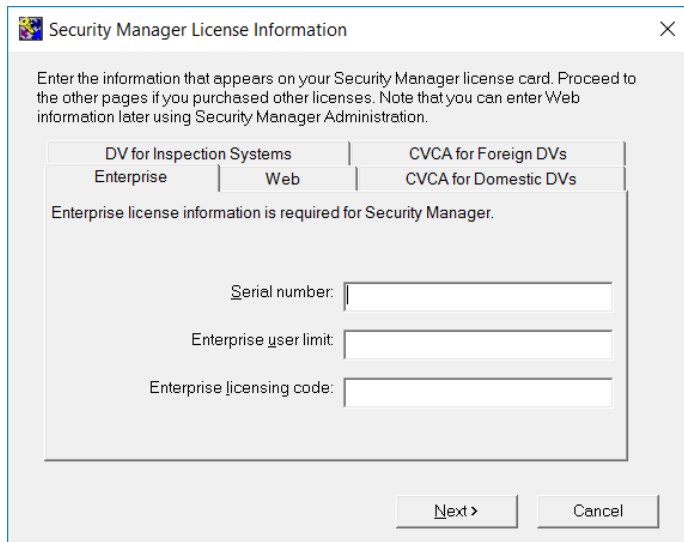 Security Manager License Information
Enter the information that appears on your Security Manager license card. Proceed to
the other pages if you purchased other licenses. Note that you can enter Web
information later using Security Manager Administration.
DV for Inspection Systems CVCA for Foreign DVs
Enterprise Web CVCA for Domestic DVs
Enterprise license information is required for Security Manager.
Serial number:
Enterprise user limit:
Enterprise licensing code:
Next > Cancel